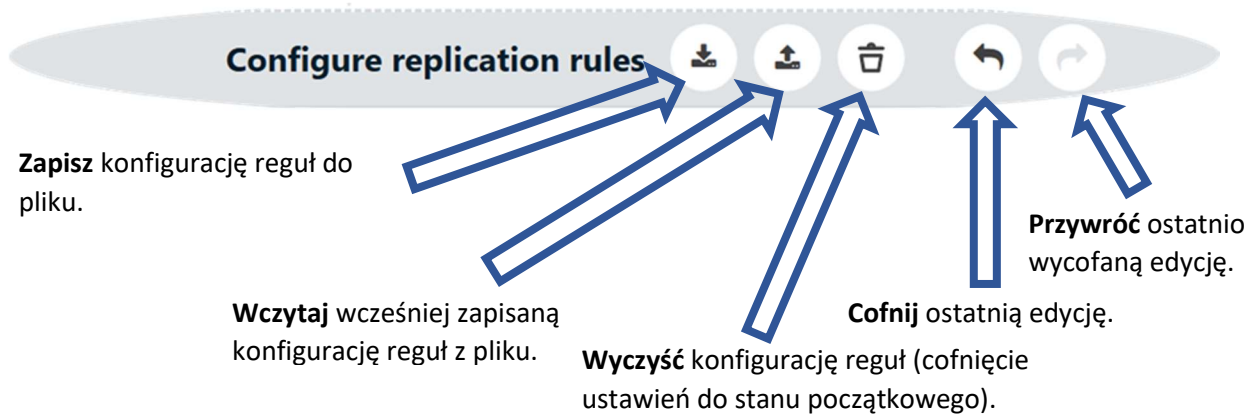 Configure replication rules
Zapisz konfigurację reguł do
pliku.
Wczytaj wcześniej zapisaną
konfigurację reguł z pliku.
Wyczyść konfigurację reguł (cofnięcie
ustawień do stanu początkowego).
Cofnij ostatnią edycję.
Przywróć ostatnio
wycofaną edycję.